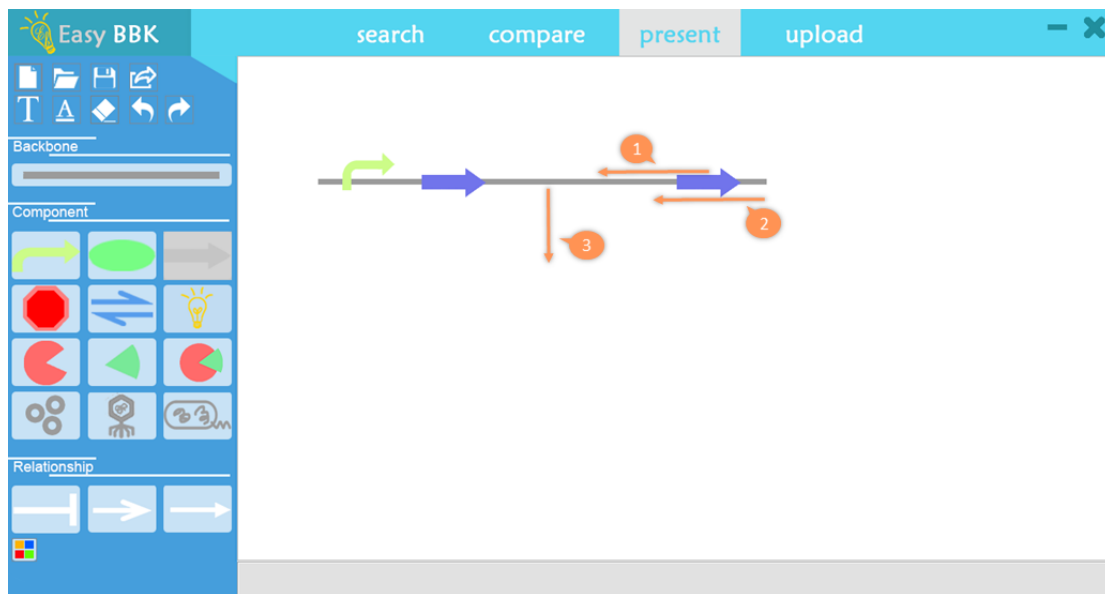 Easy BBK
search
compare
present
upload
T A
Backbone
1
2
3
Component
Relationship